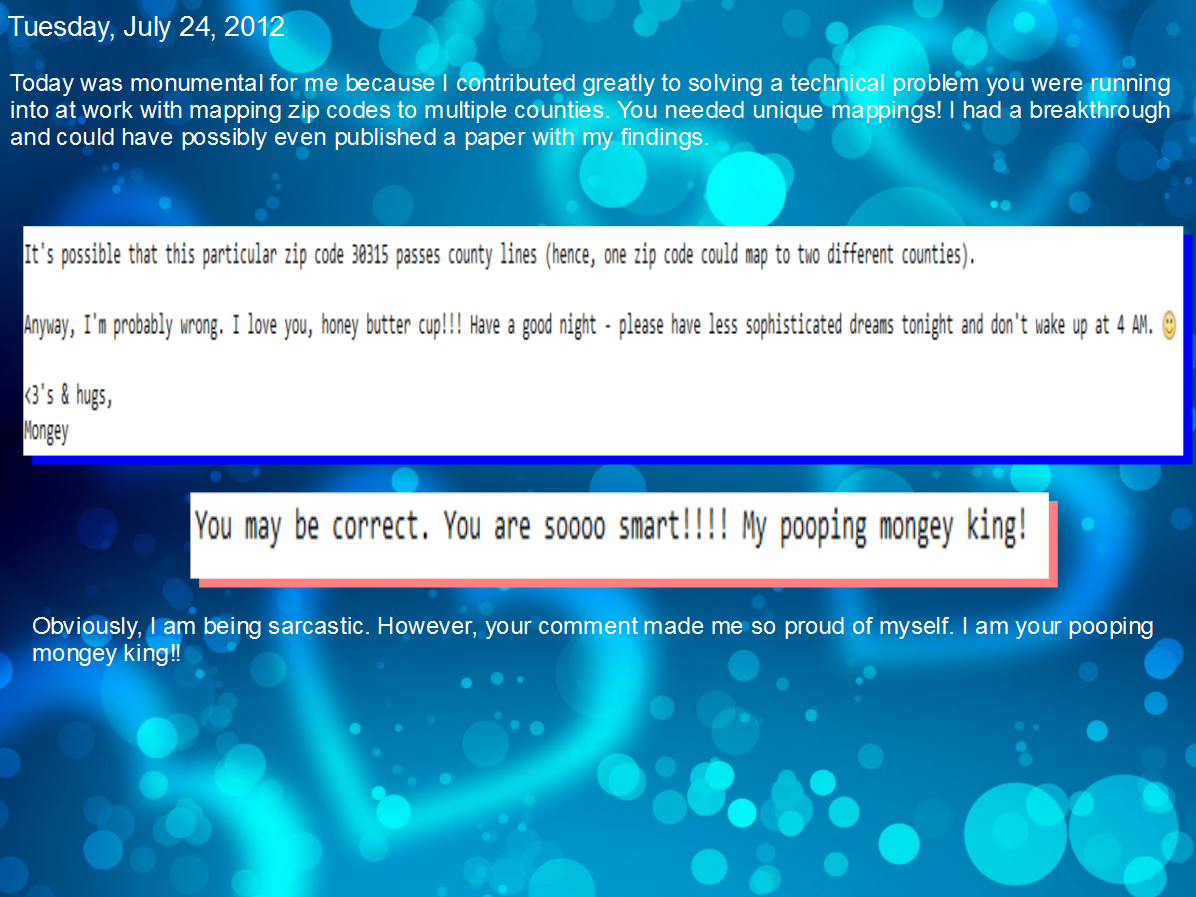 Tuesday, July 24, 2012
Today was monumental for me because I contributed greatly to solving a technical problem you were running
into at work with mapping zip codes to multiple counties. You needed unique mappings! I had a breakthrough
and could have possibly even published a paper with my findings.
It's possible that this particular zip code 30315 passes county lines (hence, one zip code could map to two different counties).
Anyway, I'm probably wrong. I love you, honey butter cup!!! Have a good night - please have less sophisticated dreams tonight and don't wake up at 4 AM. 🙂
<3's & hugs,
Mongey
You may be correct. You are soooo smart!!!! My pooping mongey king!
Obviously, I am being sarcastic. However, your comment made me so proud of myself. I am your pooping
mongey king!!